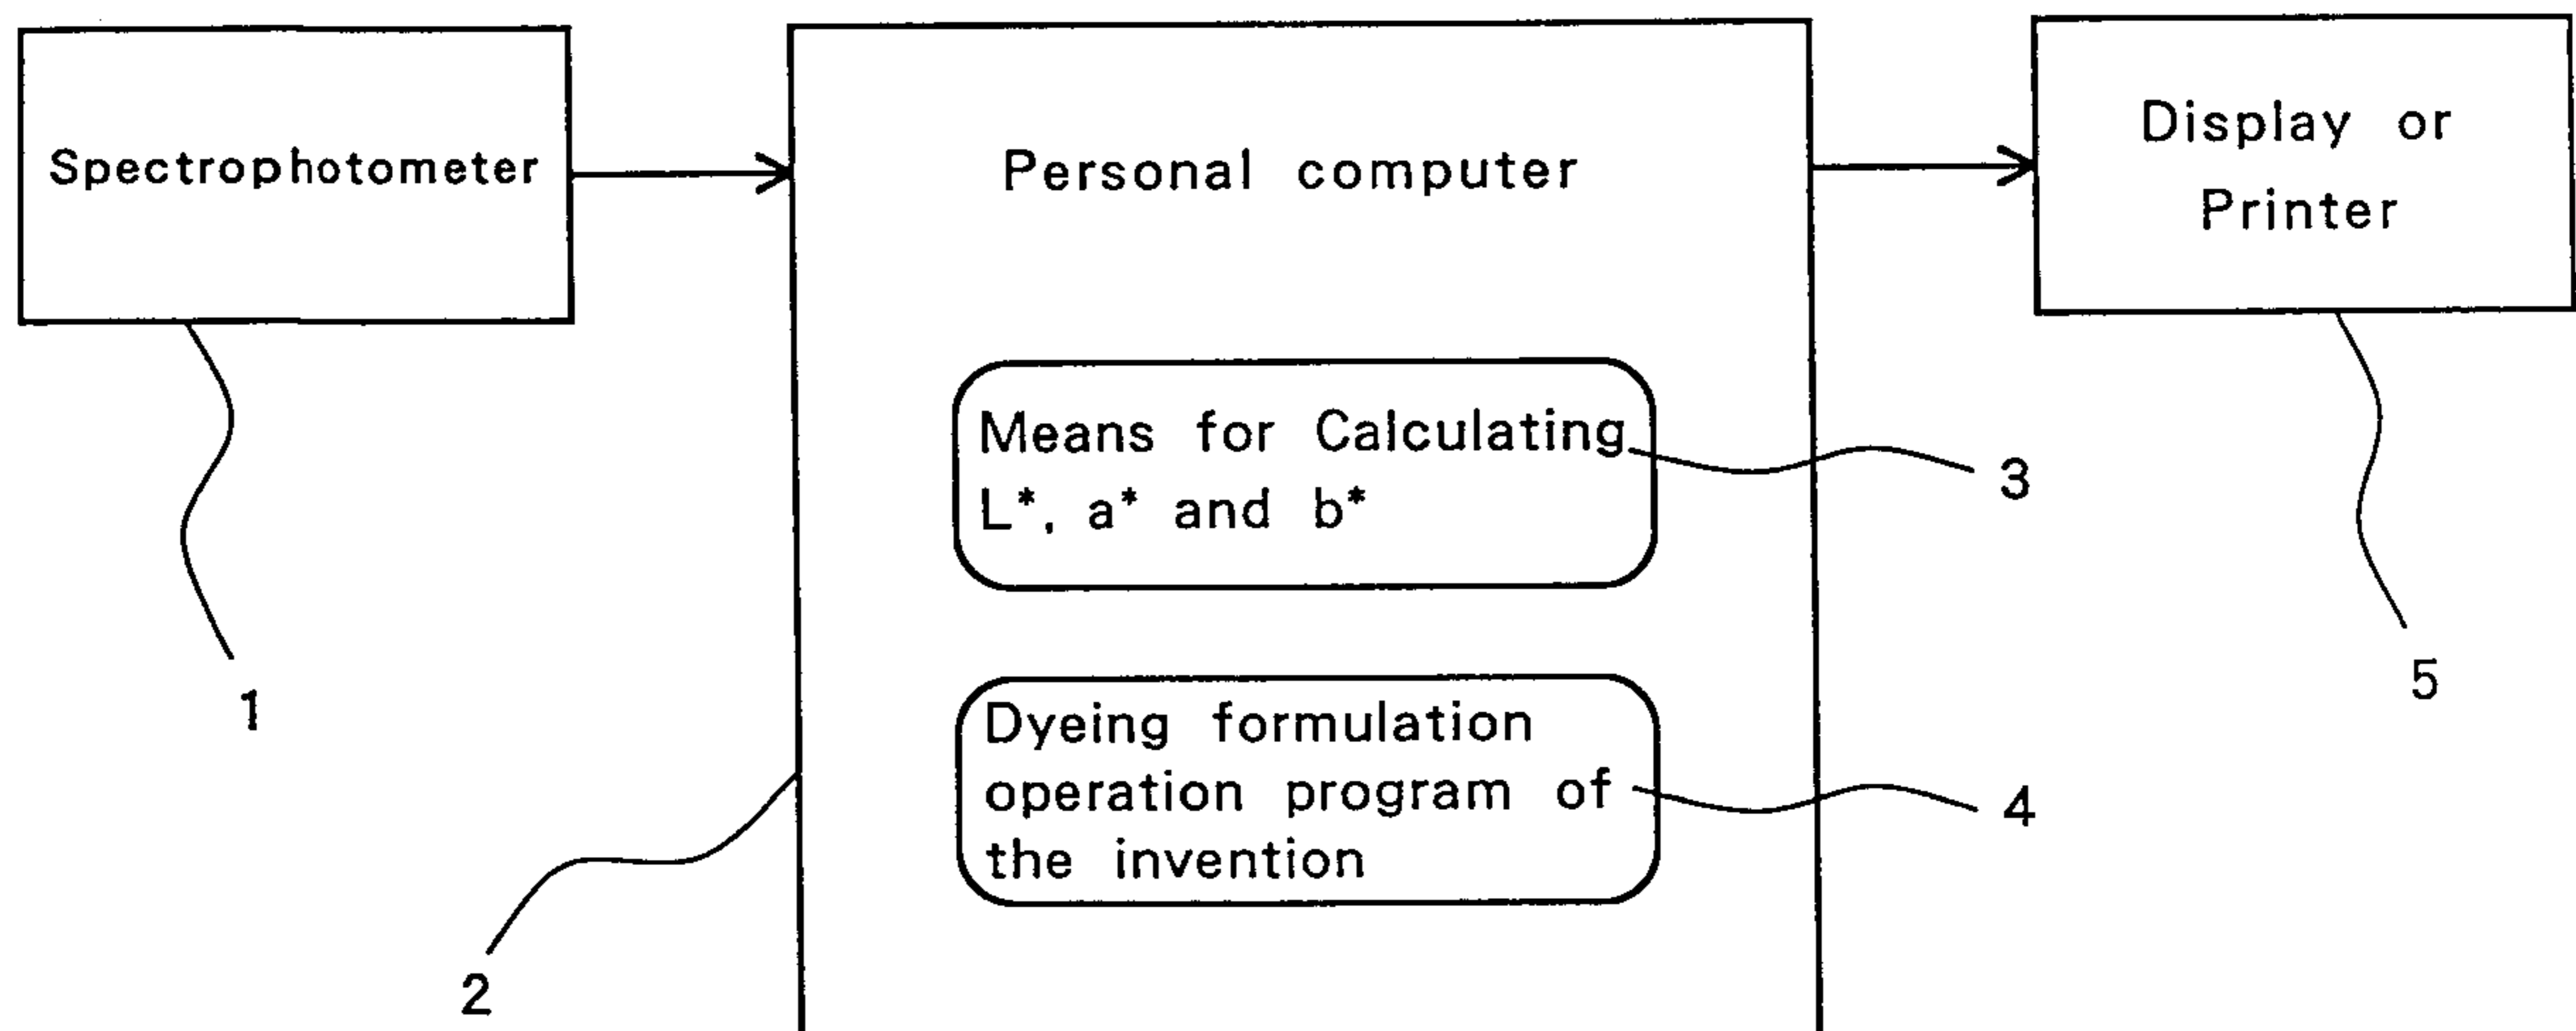 Spectrophotometer
Personal computer
Display or
Printer
Means for Calculating
L*, a* and b*
3
Dyeing formulation
operation program of
the invention
4
1
2
5